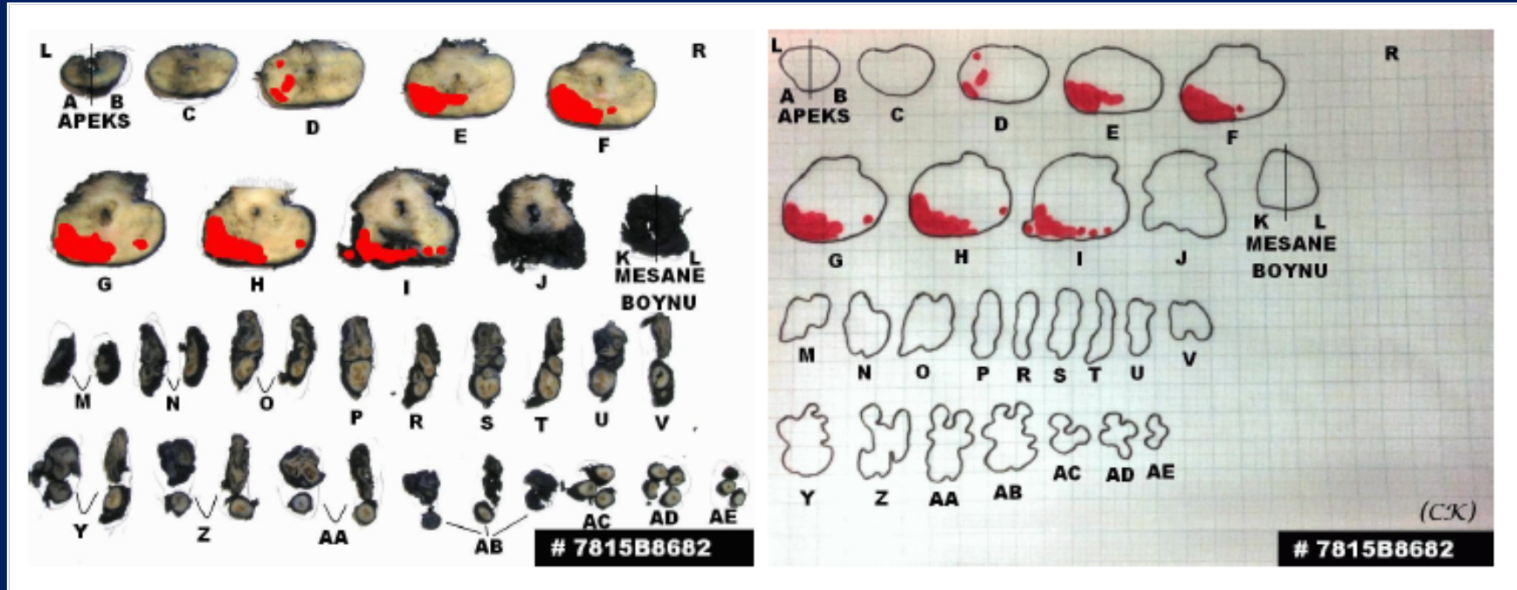 L R
A B
APEKS
C
D
E
F
G
H
I
J
K L
MESANE
BOYNU
M
N
O
P
R
S
T
U
V
Y
Z
AA
AB
AC
AD
AE
# 7815B8682
L R
A B
APEKS
C
D
E
F
G
H
I
J
K L
MESANE
BOYNU
M
N
O
P
R
S
T
U
V
Y
Z
AA
AB
AC
AD
AE
(CK)
# 7815B8682